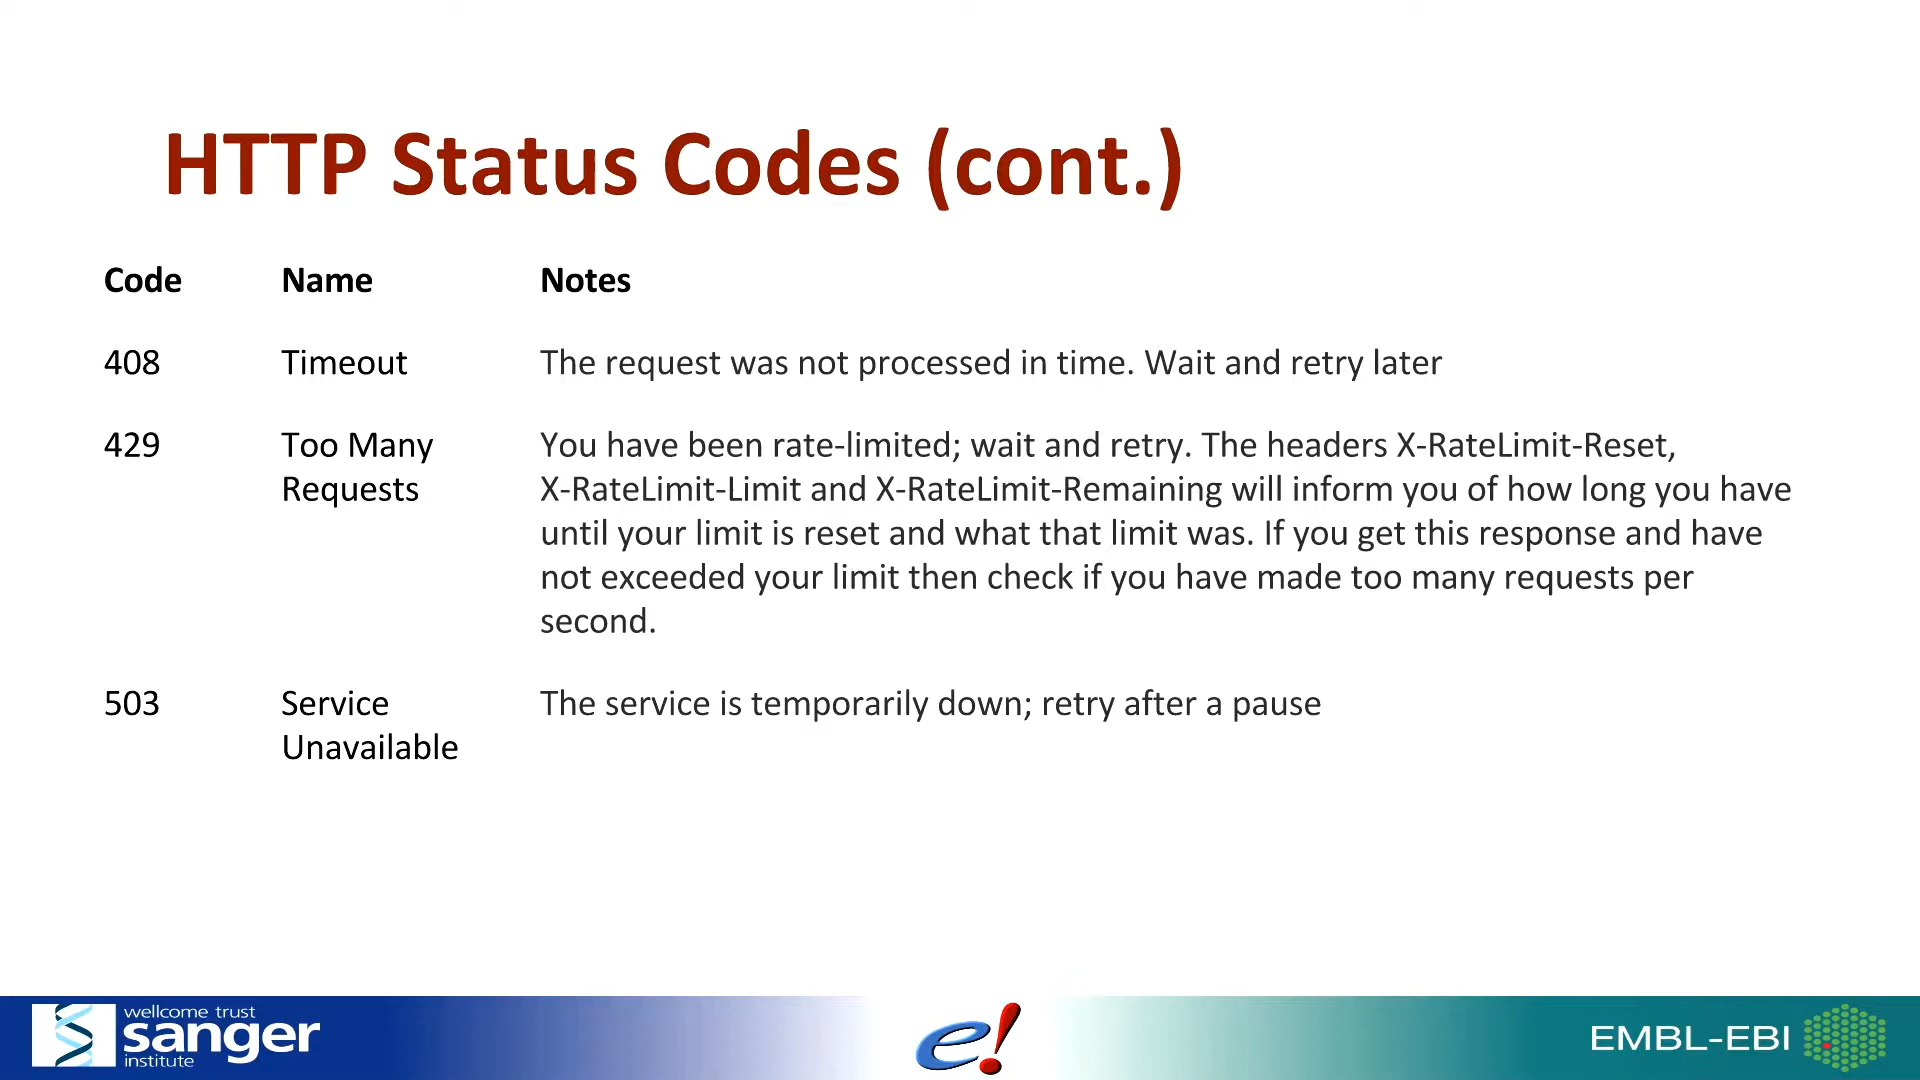 HTTP Status Codes (cont.)
Code Name Notes
408 Timeout The request was not processed in time. Wait and retry later
429 Too Many You have been rate-limited; wait and retry. The headers X-RateLimit-Reset,
Requests X-RateLimit-Limit and X-RateLimit-Remaining will inform you of how long you have
until your limit is reset and what that limit was. If you get this response and have
not exceeded your limit then check if you have made too many requests per
second.
503 Service The service is temporarily down; retry after a pause
Unavailable
wellcome trust
sanger
institute
e!
EMBL-EBI